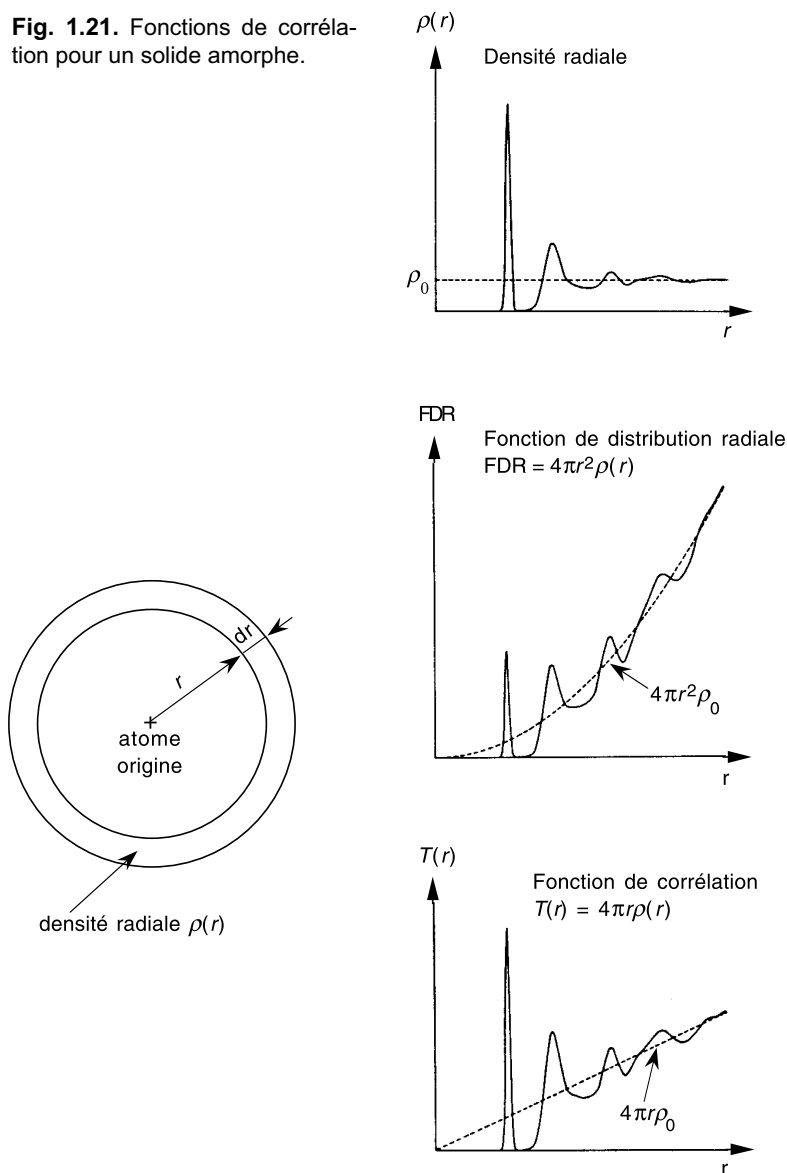 Fig. 1.21. Fonctions de corréla-
tion pour un solide amorphe.
ρ(r)
Densité radiale
ρ₀
r
FDR
Fonction de distribution radiale
FDR = 4πr²ρ(r)
4πr²ρ₀
r
dr
r
atome
origine
densité radiale ρ(r)
T(r)
Fonction de corrélation
T(r) = 4πrρ(r)
4πrρ₀
r